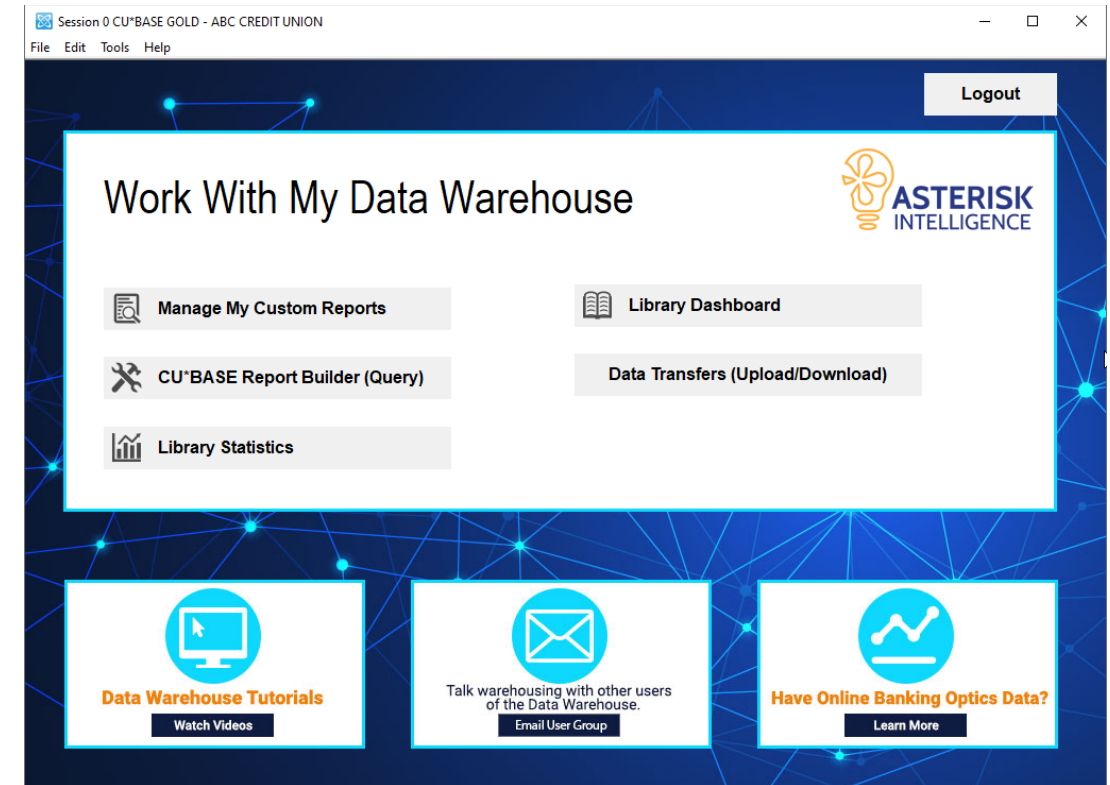 Session 0 CU*BASE GOLD - ABC CREDIT UNION
File Edit Tools Help
Logout
Work With My Data Warehouse
ASTERISK
INTELLIGENCE
Manage My Custom Reports
Library Dashboard
CU*BASE Report Builder (Query)
Data Transfers (Upload/Download)
Library Statistics
Data Warehouse Tutorials
Watch Videos
Talk warehousing with other users
of the Data Warehouse.
Email User Group
Have Online Banking Optics Data?
Learn More